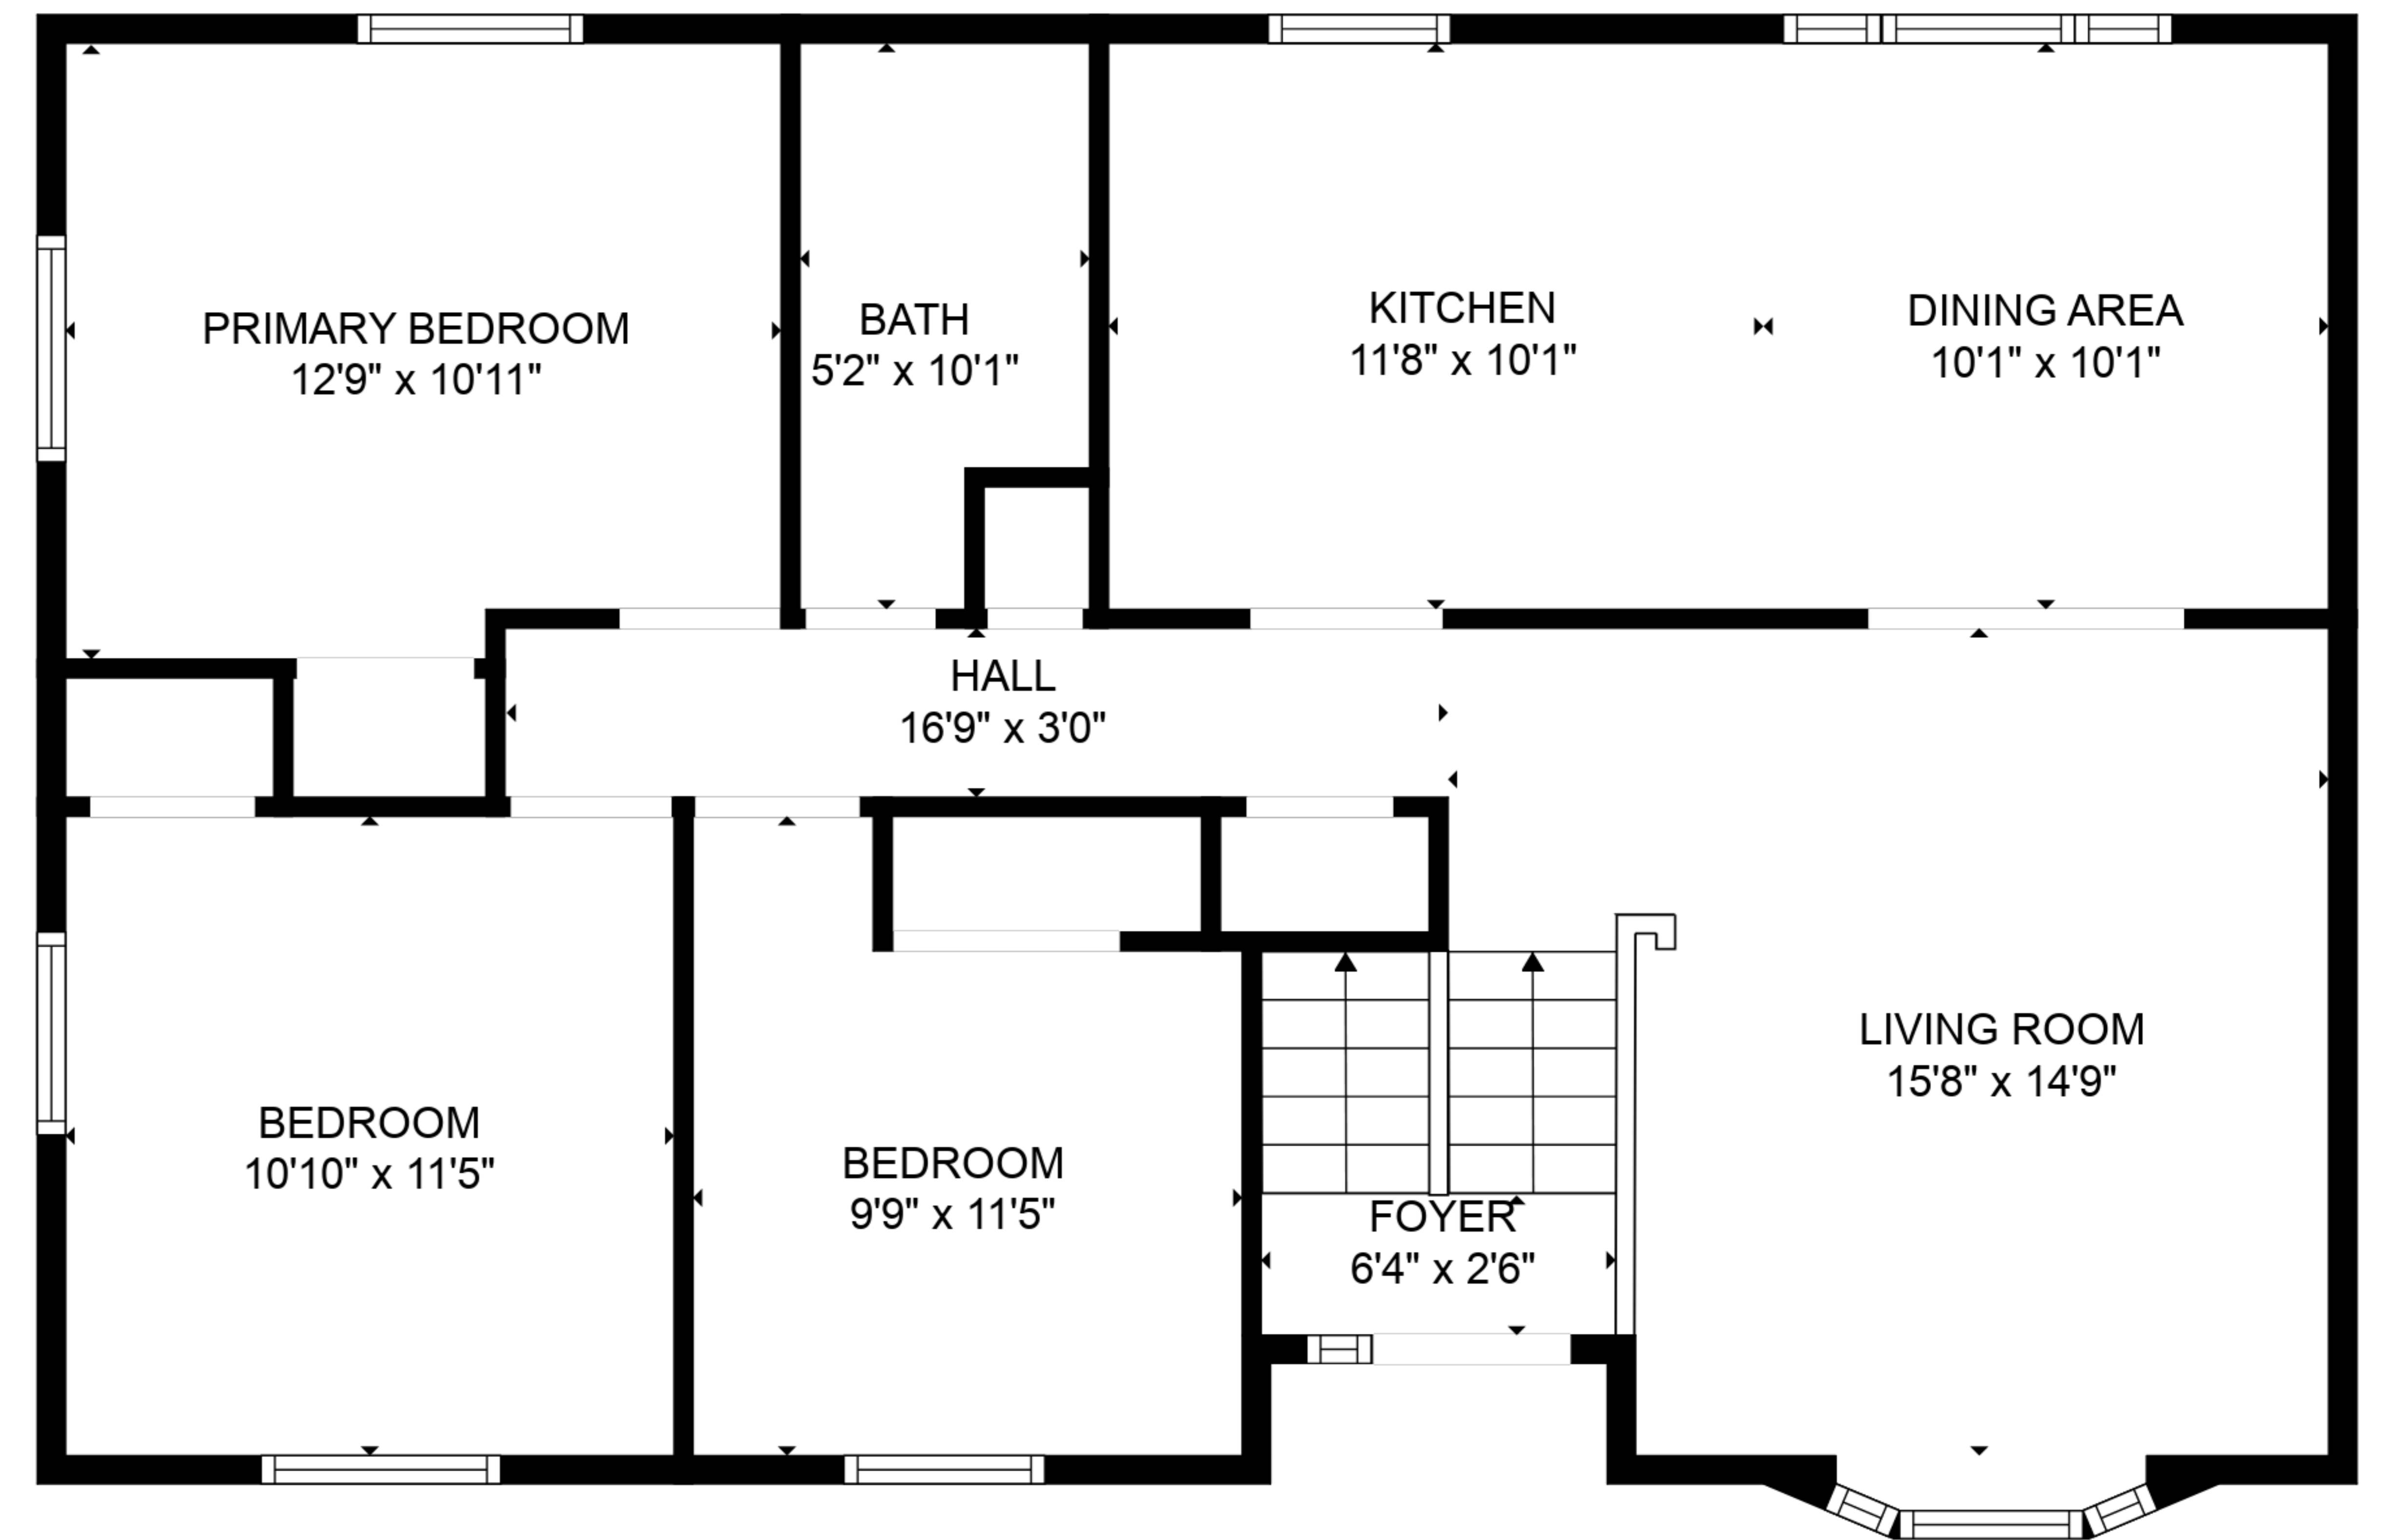 PRIMARY BEDROOM
12'9" x 10'11"
BATH
5'2" x 10'1"
KITCHEN
11'8" x 10'1"
DINING AREA
10'1" x 10'1"
HALL
16'9" x 3'0"
LIVING ROOM
15'8" x 14'9"
BEDROOM
10'10" x 11'5"
BEDROOM
9'9" x 11'5"
FOYER
6'4" x 2'6"